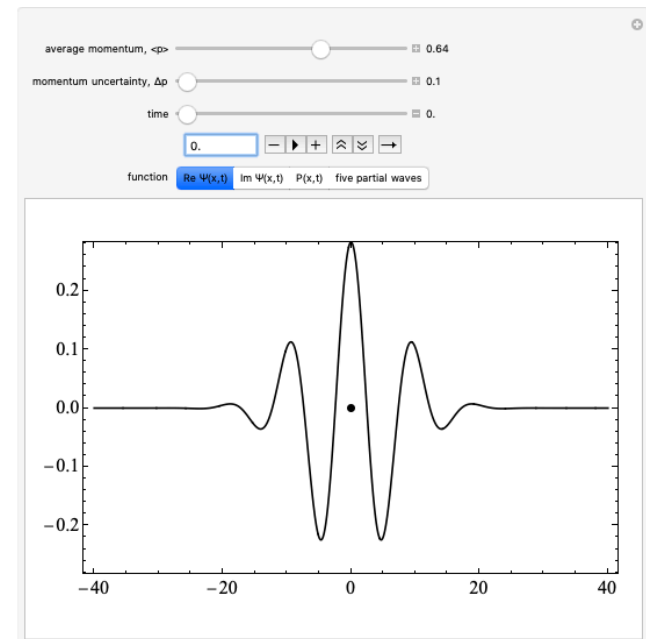 average momentum, <p> 0.64
momentum uncertainty, Δp 0.1
time 0.
0.
function Re Ψ(x,t) Im Ψ(x,t) P(x,t) five partial waves
0.2
0.1
0.0
−0.1
−0.2
−40 −20 0 20 40